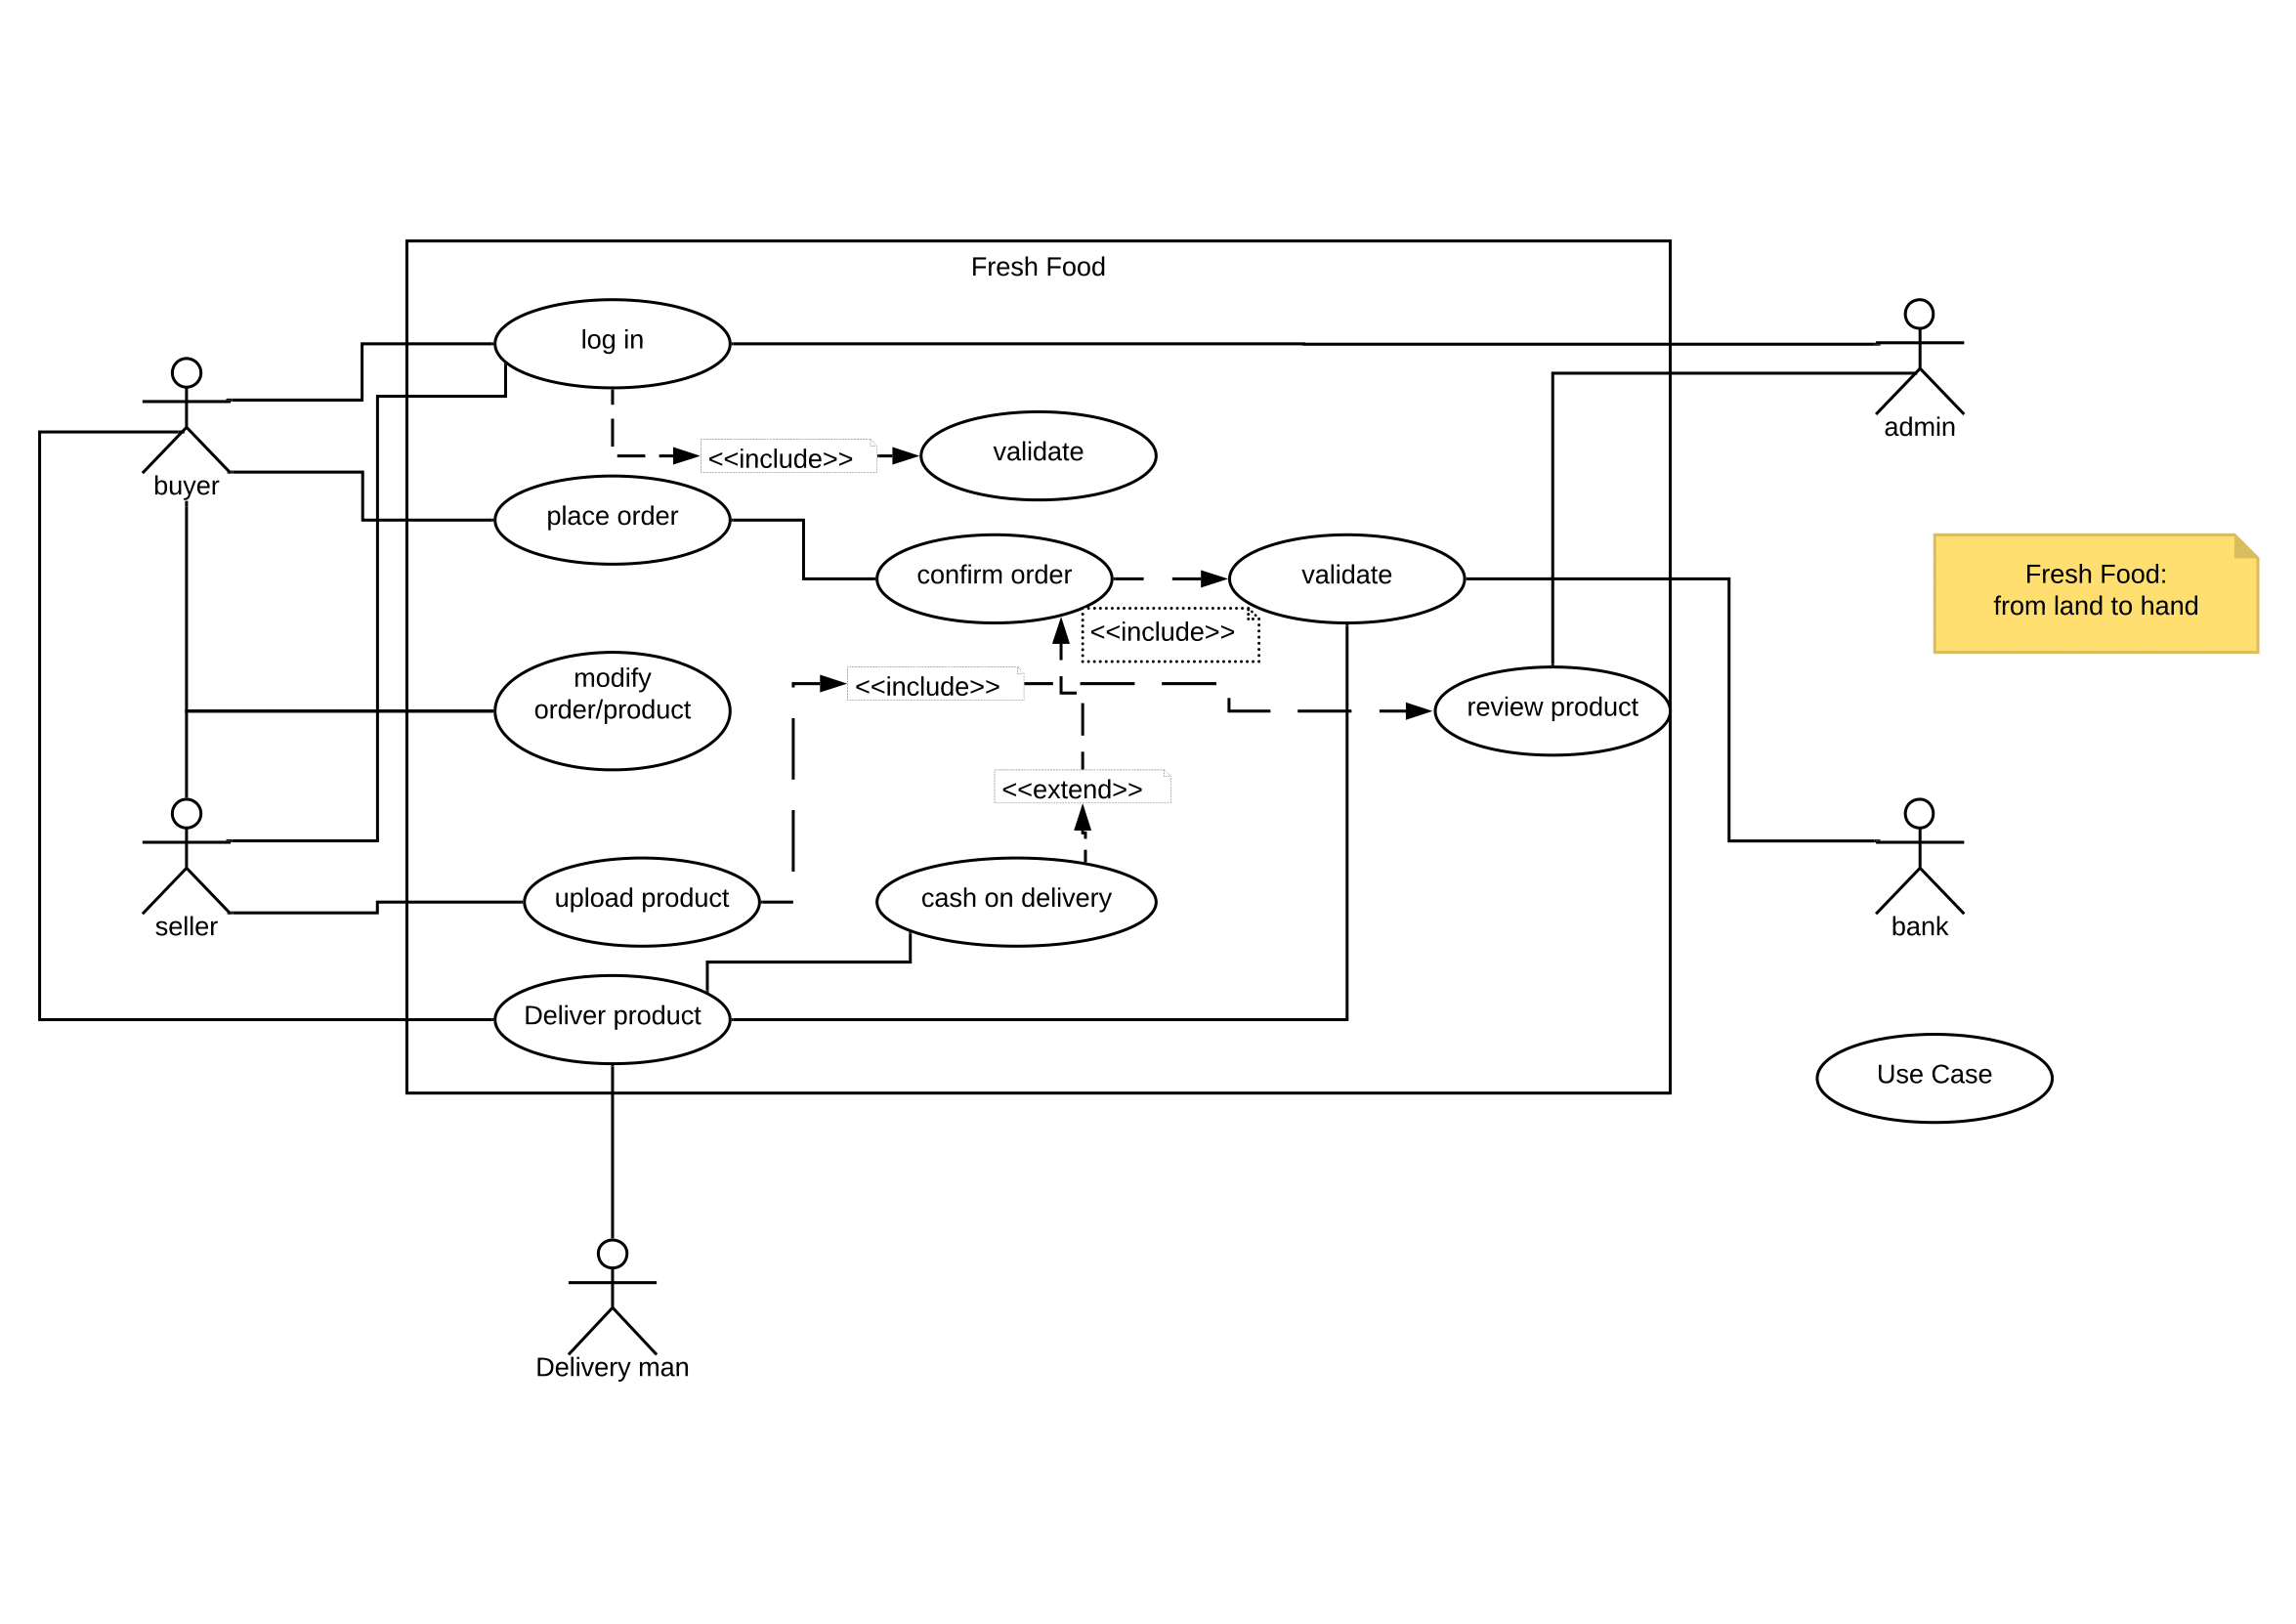 Fresh Food
log in
admin
validate
<<include>>
buyer
place order
confirm order
validate
Fresh Food:
from land to hand
<<include>>
modify
order/product
<<include>>
review product
<<extend>>
upload product
cash on delivery
seller
bank
Deliver product
Use Case
Delivery man